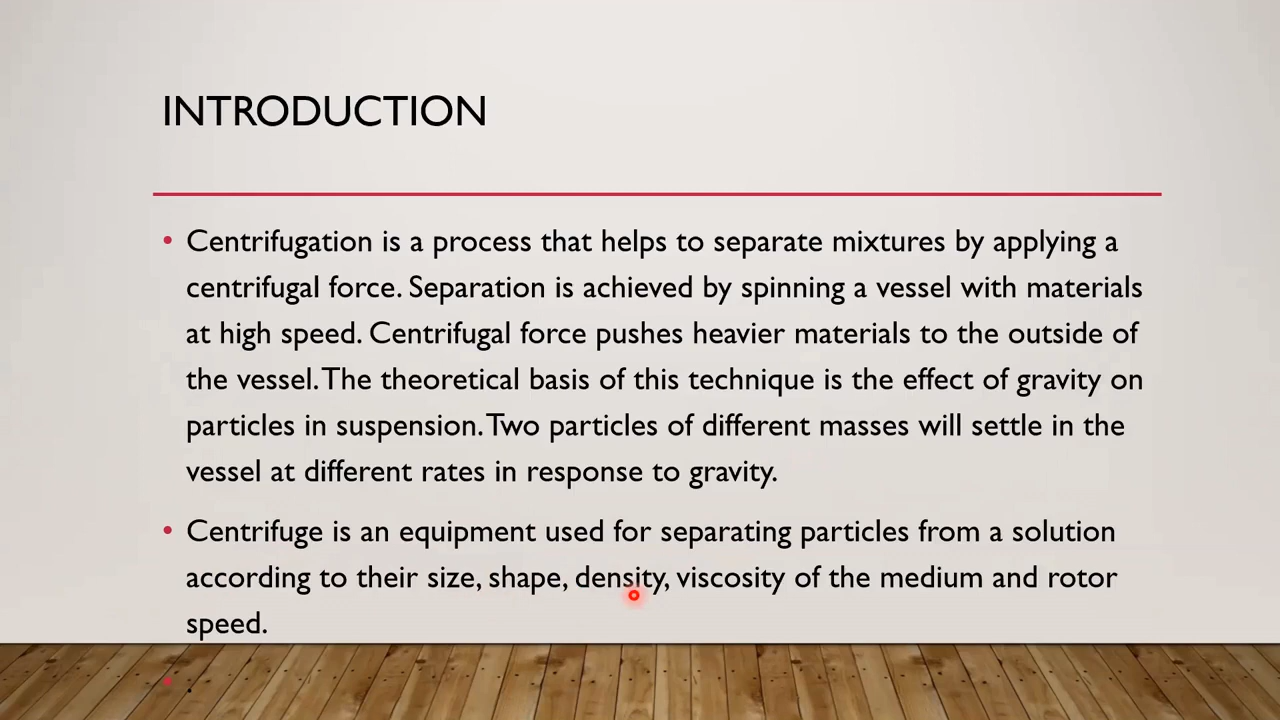 INTRODUCTION
• Centrifugation is a process that helps to separate mixtures by applying a
centrifugal force. Separation is achieved by spinning a vessel with materials
at high speed. Centrifugal force pushes heavier materials to the outside of
the vessel. The theoretical basis of this technique is the effect of gravity on
particles in suspension. Two particles of different masses will settle in the
vessel at different rates in response to gravity.
• Centrifuge is an equipment used for separating particles from a solution
according to their size, shape, density, viscosity of the medium and rotor
speed.
• .